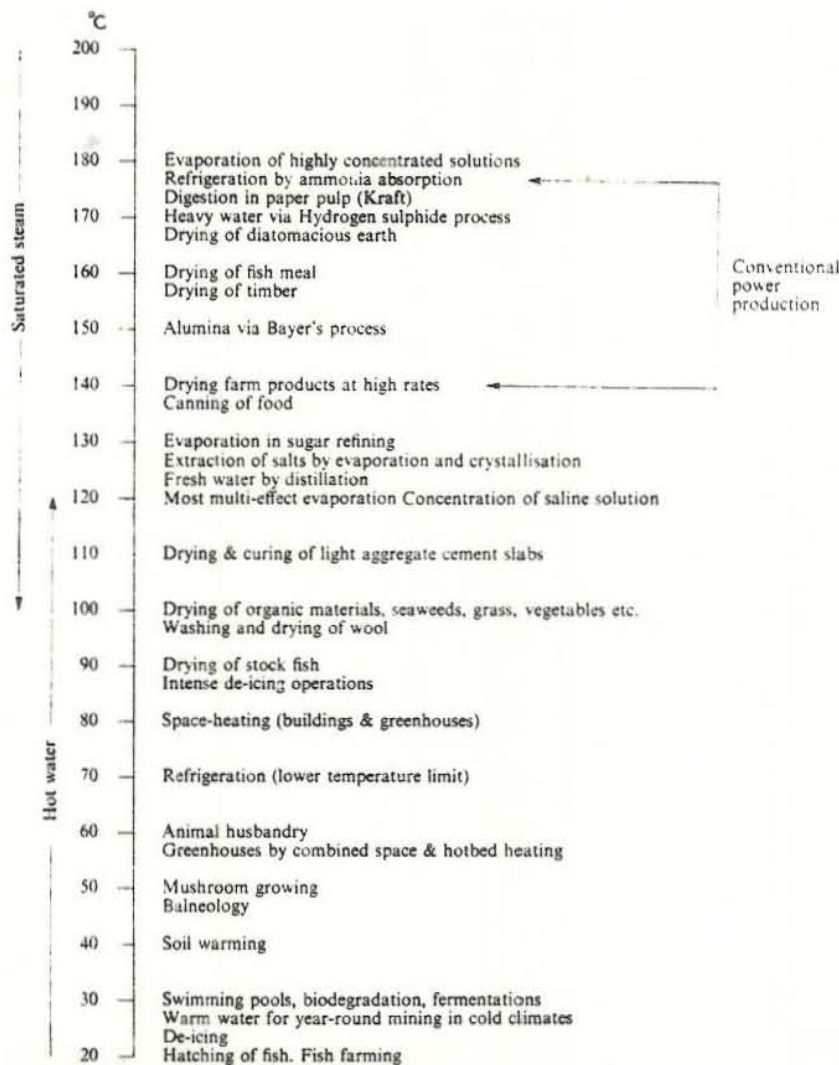 °C
200
190
180 Evaporation of highly concentrated solutions
Refrigeration by ammonia absorption
Digestion in paper pulp (Kraft)
170 Heavy water via Hydrogen sulphide process
Drying of diatomacious earth
160 Drying of fish meal
Drying of timber
150 Alumina via Bayer's process
140 Drying farm products at high rates
Canning of food
130 Evaporation in sugar refining
Extraction of salts by evaporation and crystallisation
Fresh water by distillation
120 Most multi-effect evaporation Concentration of saline solution
110 Drying & curing of light aggregate cement slabs
100 Drying of organic materials, seaweeds, grass, vegetables etc.
Washing and drying of wool
90 Drying of stock fish
Intense de-icing operations
80 Space-heating (buildings & greenhouses)
70 Refrigeration (lower temperature limit)
60 Animal husbandry
Greenhouses by combined space & hotbed heating
50 Mushroom growing
Balneology
40 Soil warming
30 Swimming pools, biodegradation, fermentations
Warm water for year-round mining in cold climates
De-icing
20 Hatching of fish. Fish farming
Saturated steam
Hot water
Conventional
power
production